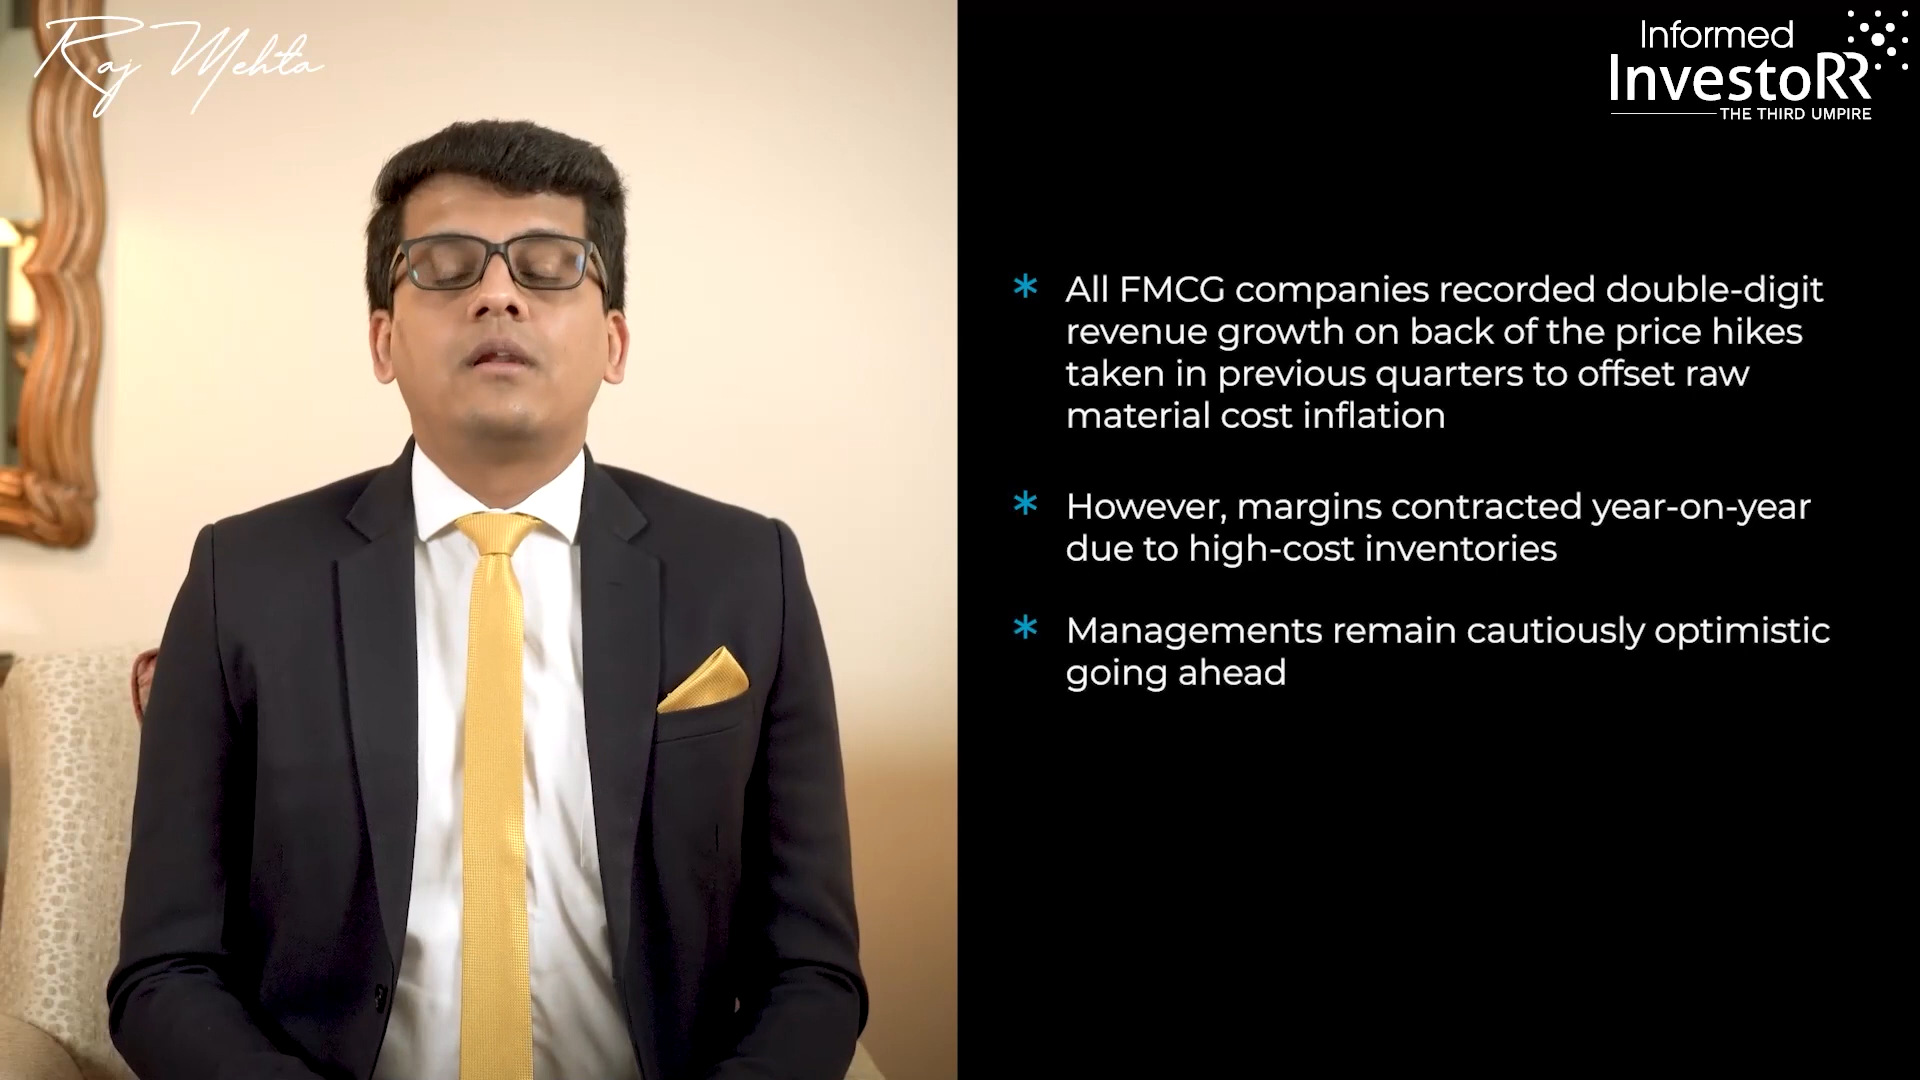 Raj Mehta
Informed
InvestoRR
THE THIRD UMPIRE
* All FMCG companies recorded double-digit
revenue growth on back of the price hikes
taken in previous quarters to offset raw
material cost inflation
* However, margins contracted year-on-year
due to high-cost inventories
* Managements remain cautiously optimistic
going ahead